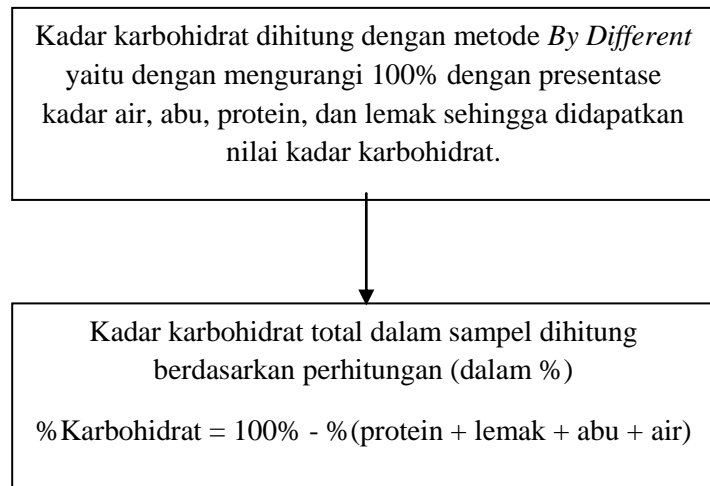 Kadar karbohidrat dihitung dengan metode By Different
yaitu dengan mengurangi 100% dengan presentase
kadar air, abu, protein, dan lemak sehingga didapatkan
nilai kadar karbohidrat.
Kadar karbohidrat total dalam sampel dihitung
berdasarkan perhitungan (dalam %)
%Karbohidrat = 100% - %(protein + lemak + abu + air)